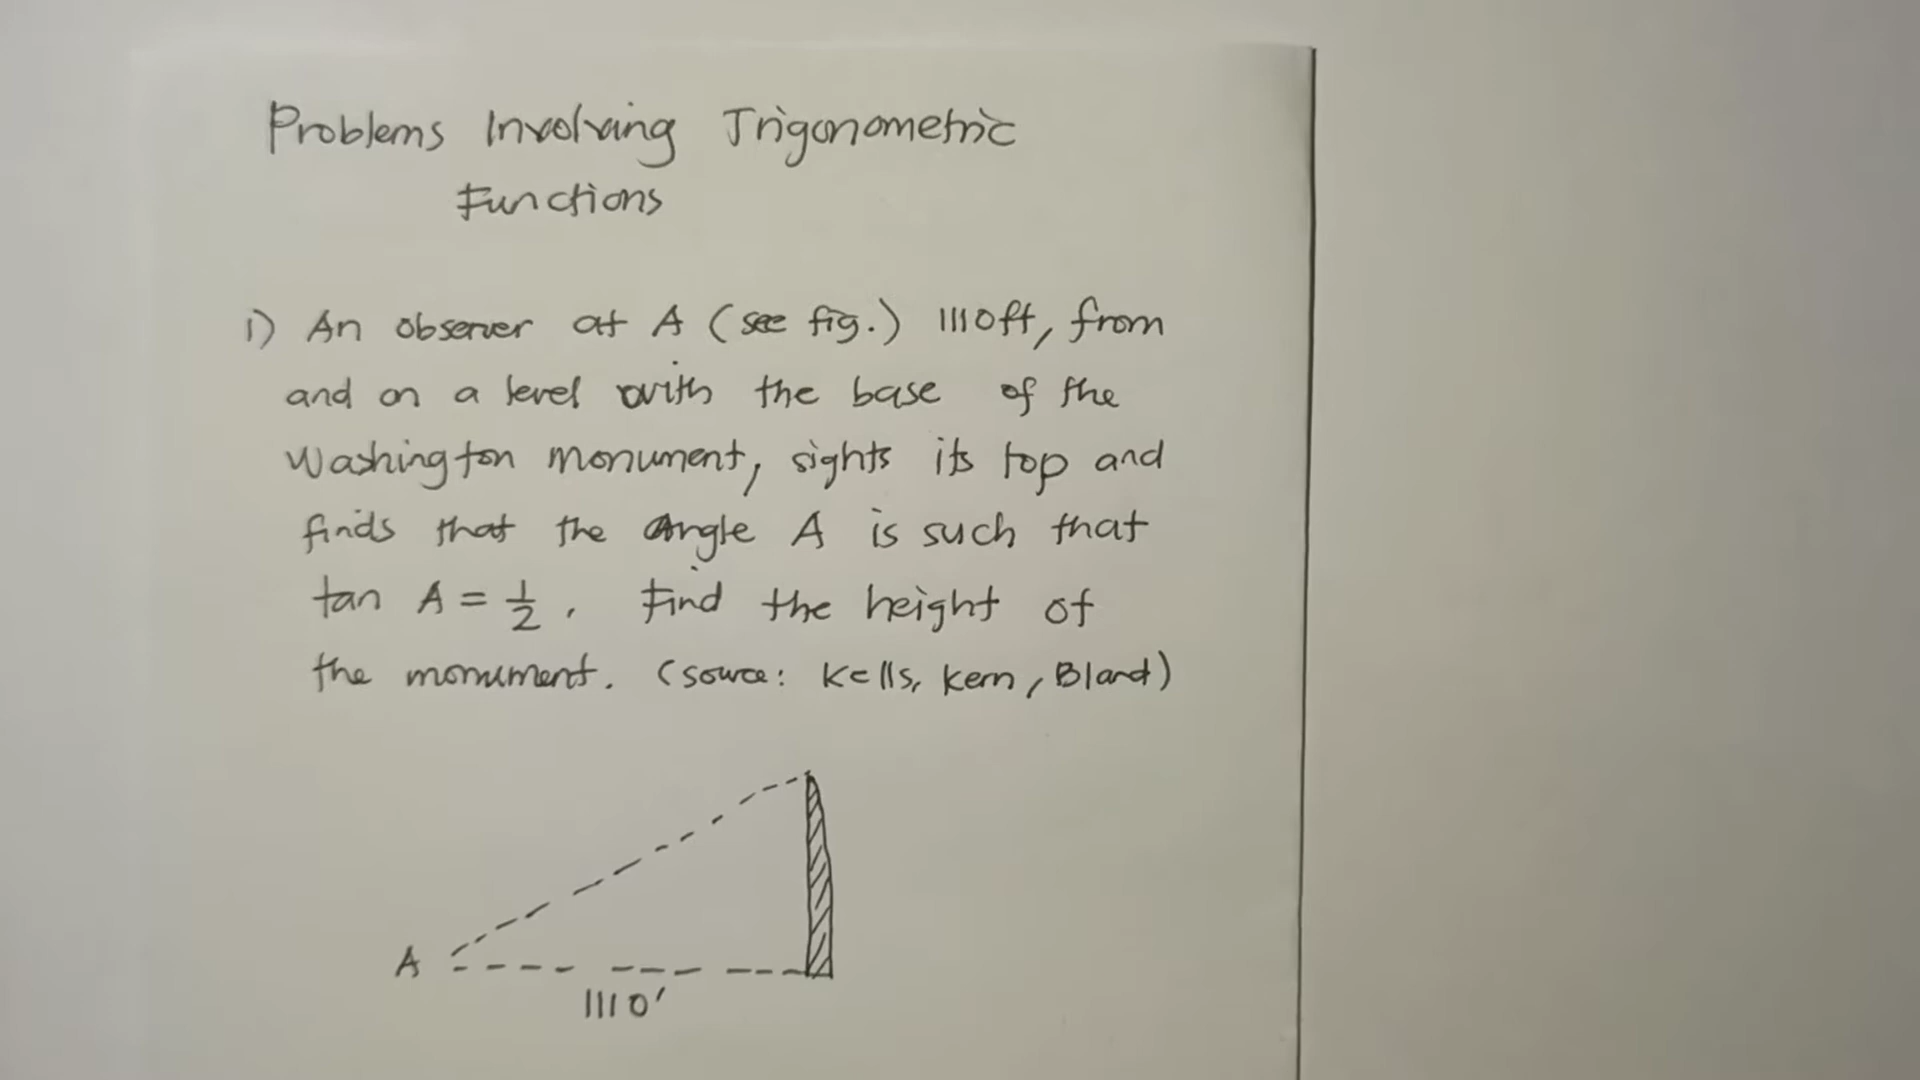 Problems Involving Trigonometric
Functions
1) An observer at A (see fig.) 1110ft, from
and on a level with the base of the
Washington monument, sights its top and
finds that the Angle A is such that
tan A = 1/2. Find the height of
the monument. (source: Kells, Kern, Bland)
A
1110'